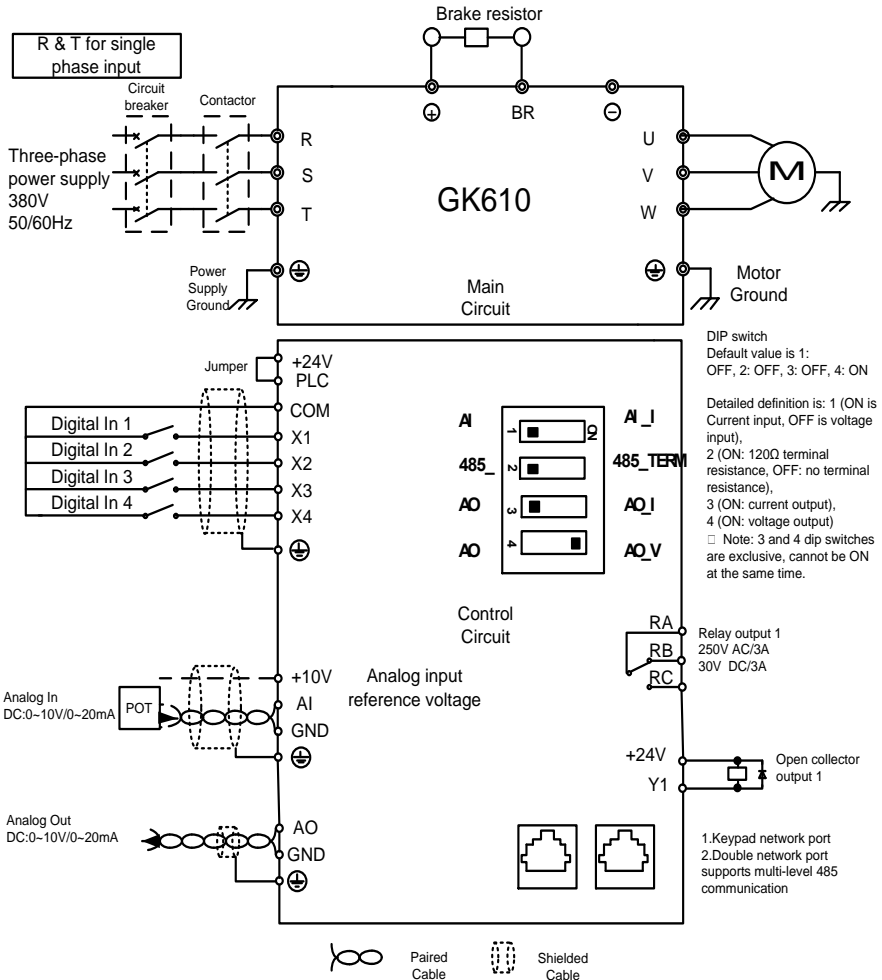 Brake resistor
R & T for single
phase input
Circuit
breaker
Contactor
+
BR
−
R
S
T
Three-phase
power supply
380V
50/60Hz
GK610
U
V
W
M
Power
Supply
Ground
Main
Circuit
Motor
Ground
DIP switch
Default value is 1:
OFF, 2: OFF, 3: OFF, 4: ON
Detailed definition is: 1 (ON is
Current input, OFF is voltage
input),
2 (ON: 120Ω terminal
resistance, OFF: no terminal
resistance),
3 (ON: current output),
4 (ON: voltage output)
□ Note: 3 and 4 dip switches
are exclusive, cannot be ON
at the same time.
Jumper
+24V
PLC
COM
Digital In 1
X1
Digital In 2
X2
Digital In 3
X3
Digital In 4
X4
AI
1
ON
AI_I
485_
2
485_TERM
AO
3
AO_I
AO
4
AO_V
Control
Circuit
RA
RB
RC
Relay output 1
250V AC/3A
30V DC/3A
+10V
Analog input
reference voltage
Analog In
DC:0~10V/0~20mA
POT
AI
GND
+24V
Y1
Open collector
output 1
Analog Out
DC:0~10V/0~20mA
AO
GND
1.Keypad network port
2.Double network port
supports multi-level 485
communication
Paired
Cable
Shielded
Cable